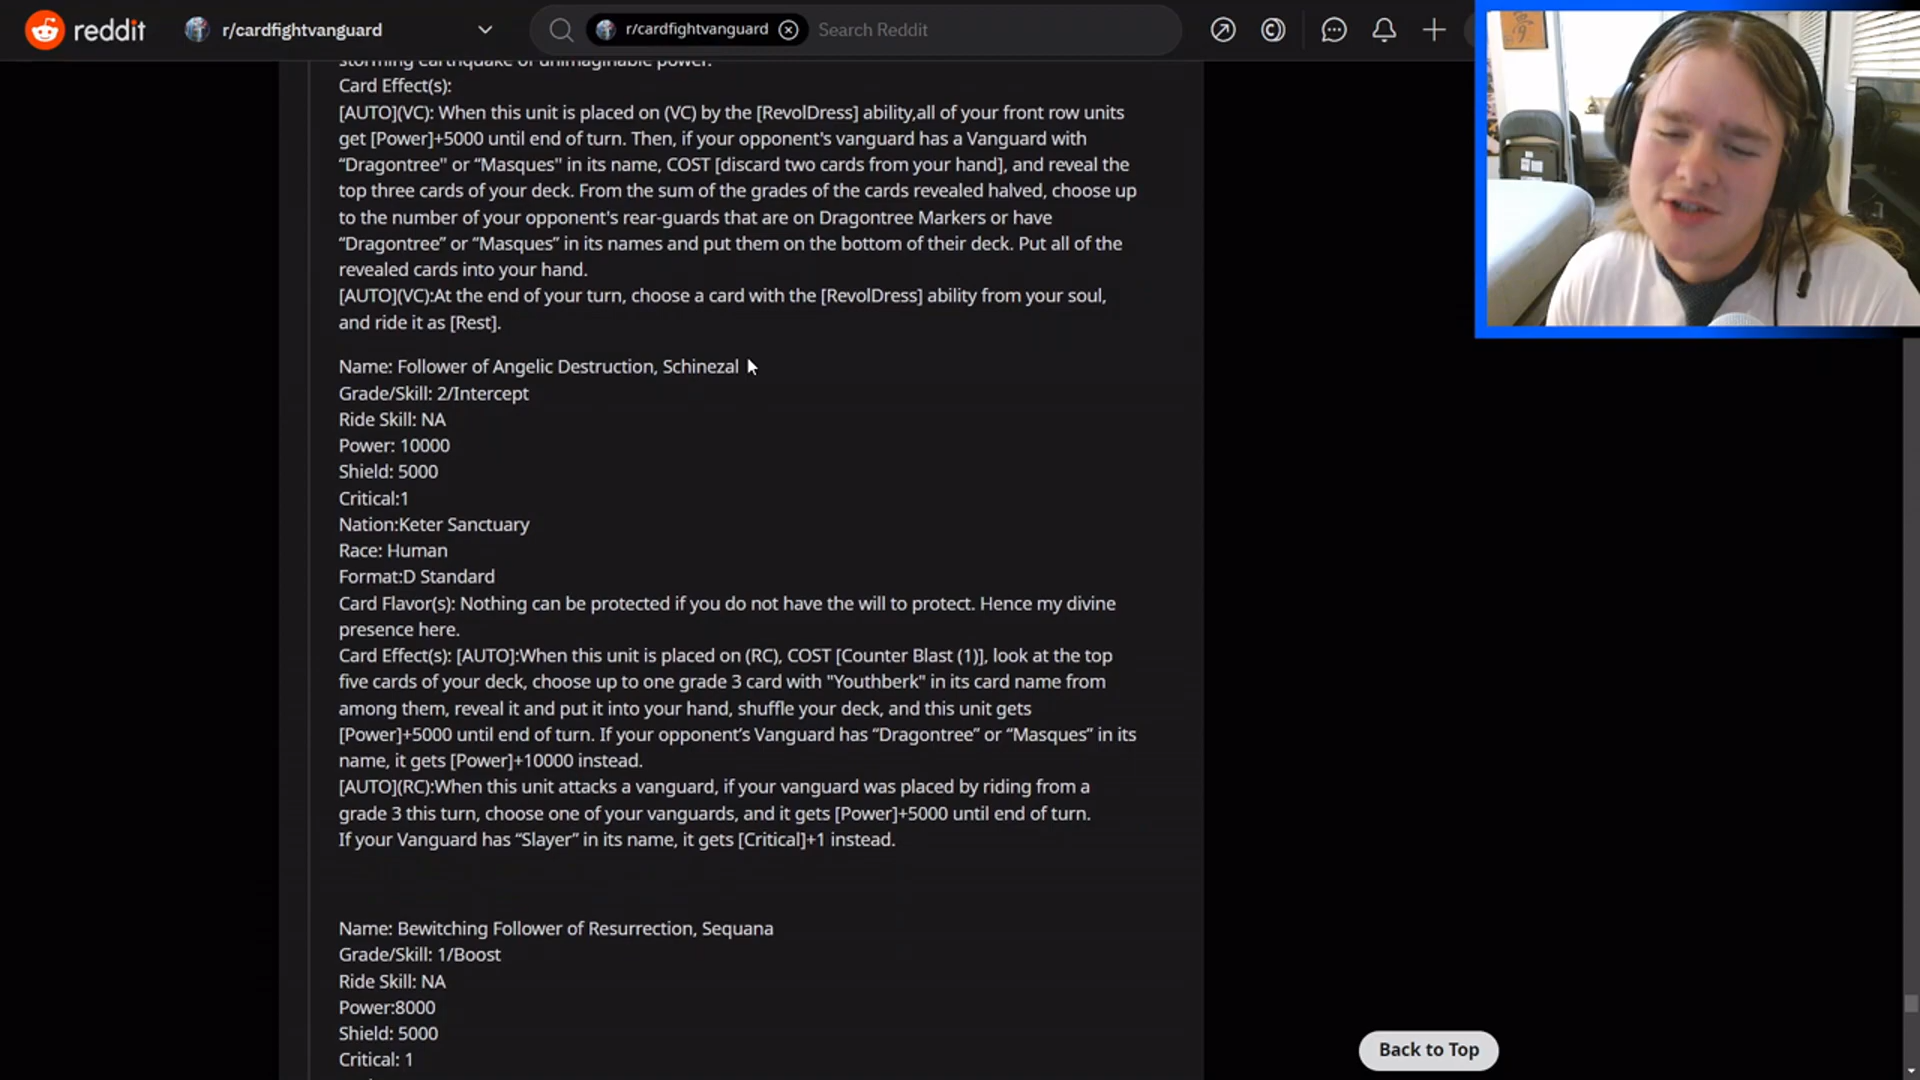 reddit
r/cardfightvanguard
r/cardfightvanguard
Search Reddit
storming earthquake of unimaginable power.
Card Effect(s):
[AUTO](VC): When this unit is placed on (VC) by the [RevolDress] ability,all of your front row units
get [Power]+5000 until end of turn. Then, if your opponent's vanguard has a Vanguard with
“Dragontree" or “Masques" in its name, COST [discard two cards from your hand], and reveal the
top three cards of your deck. From the sum of the grades of the cards revealed halved, choose up
to the number of your opponent's rear-guards that are on Dragontree Markers or have
“Dragontree” or “Masques” in its names and put them on the bottom of their deck. Put all of the
revealed cards into your hand.
[AUTO](VC):At the end of your turn, choose a card with the [RevolDress] ability from your soul,
and ride it as [Rest].
Name: Follower of Angelic Destruction, Schinezal
Grade/Skill: 2/Intercept
Ride Skill: NA
Power: 10000
Shield: 5000
Critical:1
Nation:Keter Sanctuary
Race: Human
Format:D Standard
Card Flavor(s): Nothing can be protected if you do not have the will to protect. Hence my divine
presence here.
Card Effect(s): [AUTO]:When this unit is placed on (RC), COST [Counter Blast (1)], look at the top
five cards of your deck, choose up to one grade 3 card with "Youthberk" in its card name from
among them, reveal it and put it into your hand, shuffle your deck, and this unit gets
[Power]+5000 until end of turn. If your opponent’s Vanguard has “Dragontree” or “Masques” in its
name, it gets [Power]+10000 instead.
[AUTO](RC):When this unit attacks a vanguard, if your vanguard was placed by riding from a
grade 3 this turn, choose one of your vanguards, and it gets [Power]+5000 until end of turn.
If your Vanguard has “Slayer” in its name, it gets [Critical]+1 instead.
Name: Bewitching Follower of Resurrection, Sequana
Grade/Skill: 1/Boost
Ride Skill: NA
Power:8000
Shield: 5000
Critical: 1
Back to Top